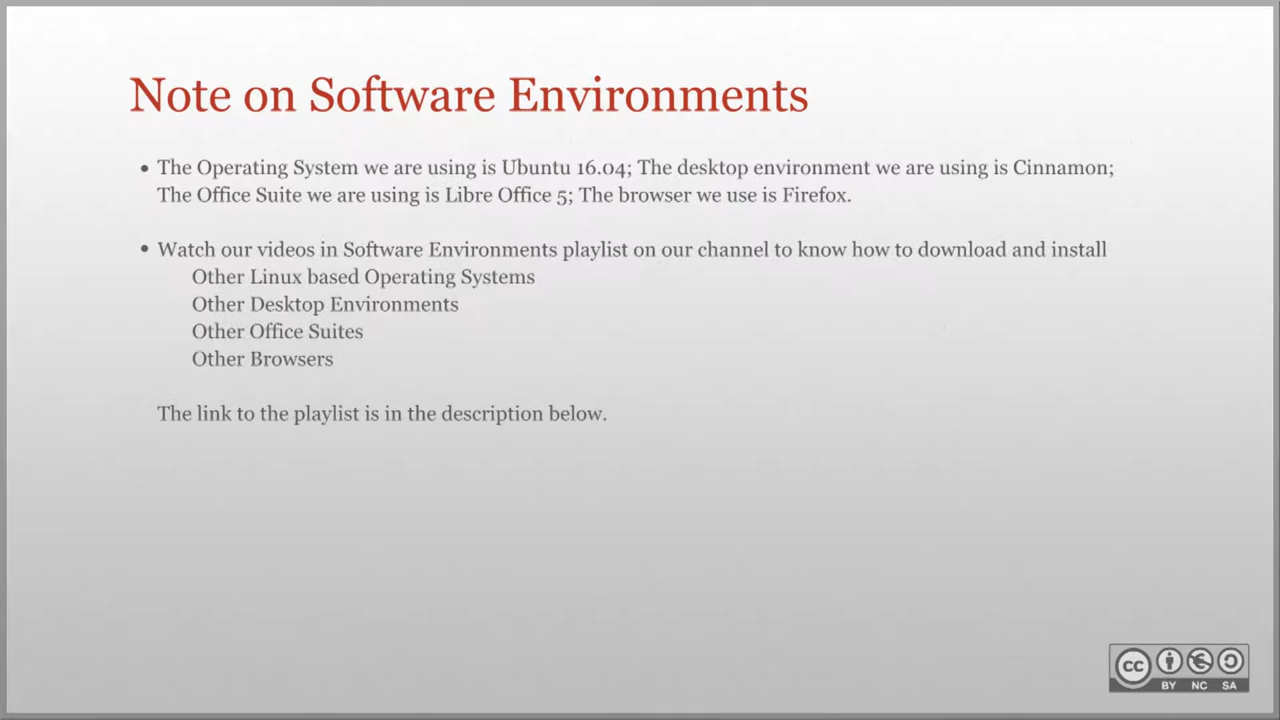 Note on Software Environments
• The Operating System we are using is Ubuntu 16.04; The desktop environment we are using is Cinnamon;
The Office Suite we are using is Libre Office 5; The browser we use is Firefox.
• Watch our videos in Software Environments playlist on our channel to know how to download and install
Other Linux based Operating Systems
Other Desktop Environments
Other Office Suites
Other Browsers
The link to the playlist is in the description below.
cc
BY NC SA